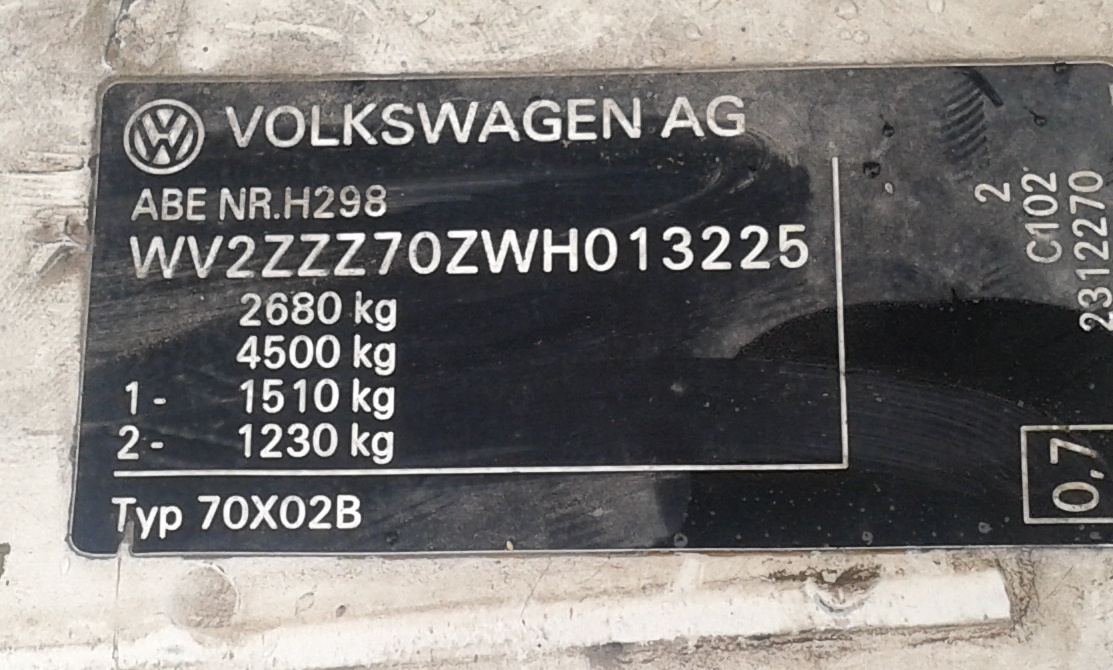 VOLKSWAGEN AG
ABE NR.H298
WV2ZZZ70ZWH013225
2680 kg
4500 kg
1- 1510 kg
2- 1230 kg
Typ 70X02B
2
C102
2312270
0,7